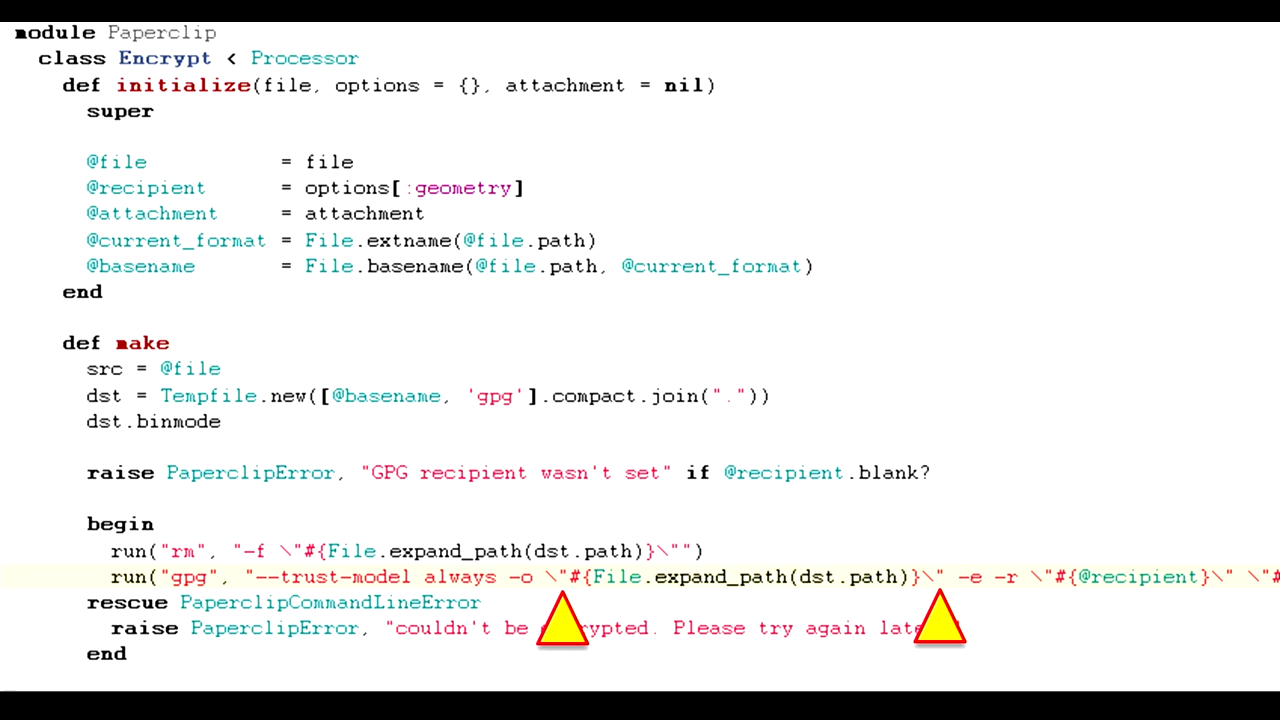 module Paperclip
class Encrypt < Processor
def initialize(file, options = {}, attachment = nil)
super
@file = file
@recipient = options[:geometry]
@attachment = attachment
@current_format = File.extname(@file.path)
@basename = File.basename(@file.path, @current_format)
end
def make
src = @file
dst = Tempfile.new([@basename, 'gpg'].compact.join("."))
dst.binmode
raise PaperclipError, "GPG recipient wasn't set" if @recipient.blank?
begin
run("rm", "-f \"#{File.expand_path(dst.path)}\"")
run("gpg", "--trust-model always -o \"#{File.expand_path(dst.path)}\" -e -r \"#{@recipient}\" \"#
rescue PaperclipCommandLineError
raise PaperclipError, "couldn't be Please try again
end